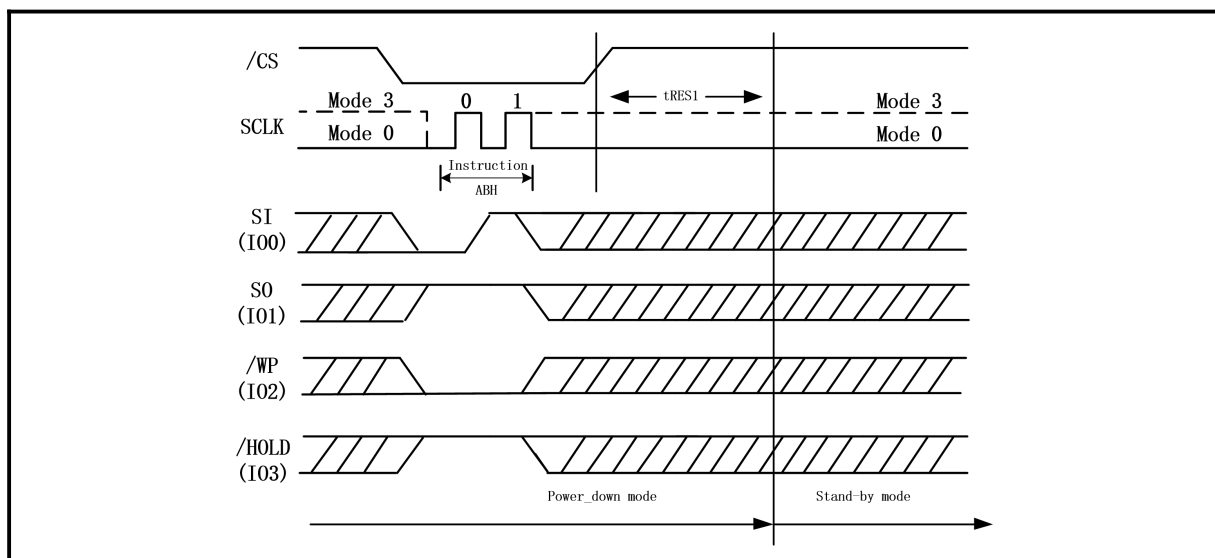 /CS
tRES1
Mode 3
0
1
Mode 3
SCLK
Mode 0
Mode 0
Instruction
ABH
SI
(IO0)
SO
(IO1)
/WP
(IO2)
/HOLD
(IO3)
Power_down mode
Stand-by mode